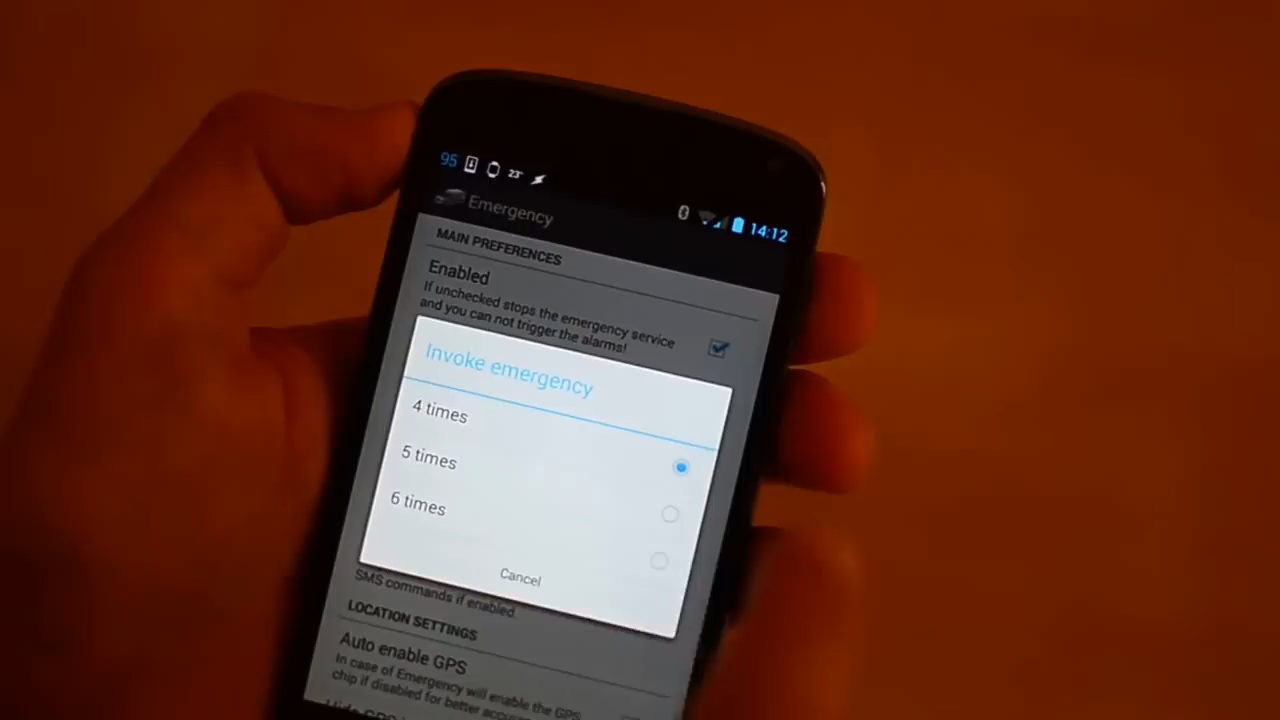 95 23° 14:12
Emergency
MAIN PREFERENCES
Enabled
If unchecked stops the emergency service
and you can not trigger the alarms!
Invoke emergency
4 times
5 times
6 times
Cancel
SMS commands if enabled.
LOCATION SETTINGS
Auto enable GPS
In case of Emergency will enable the GPS
chip if disabled for better
Hide GPS